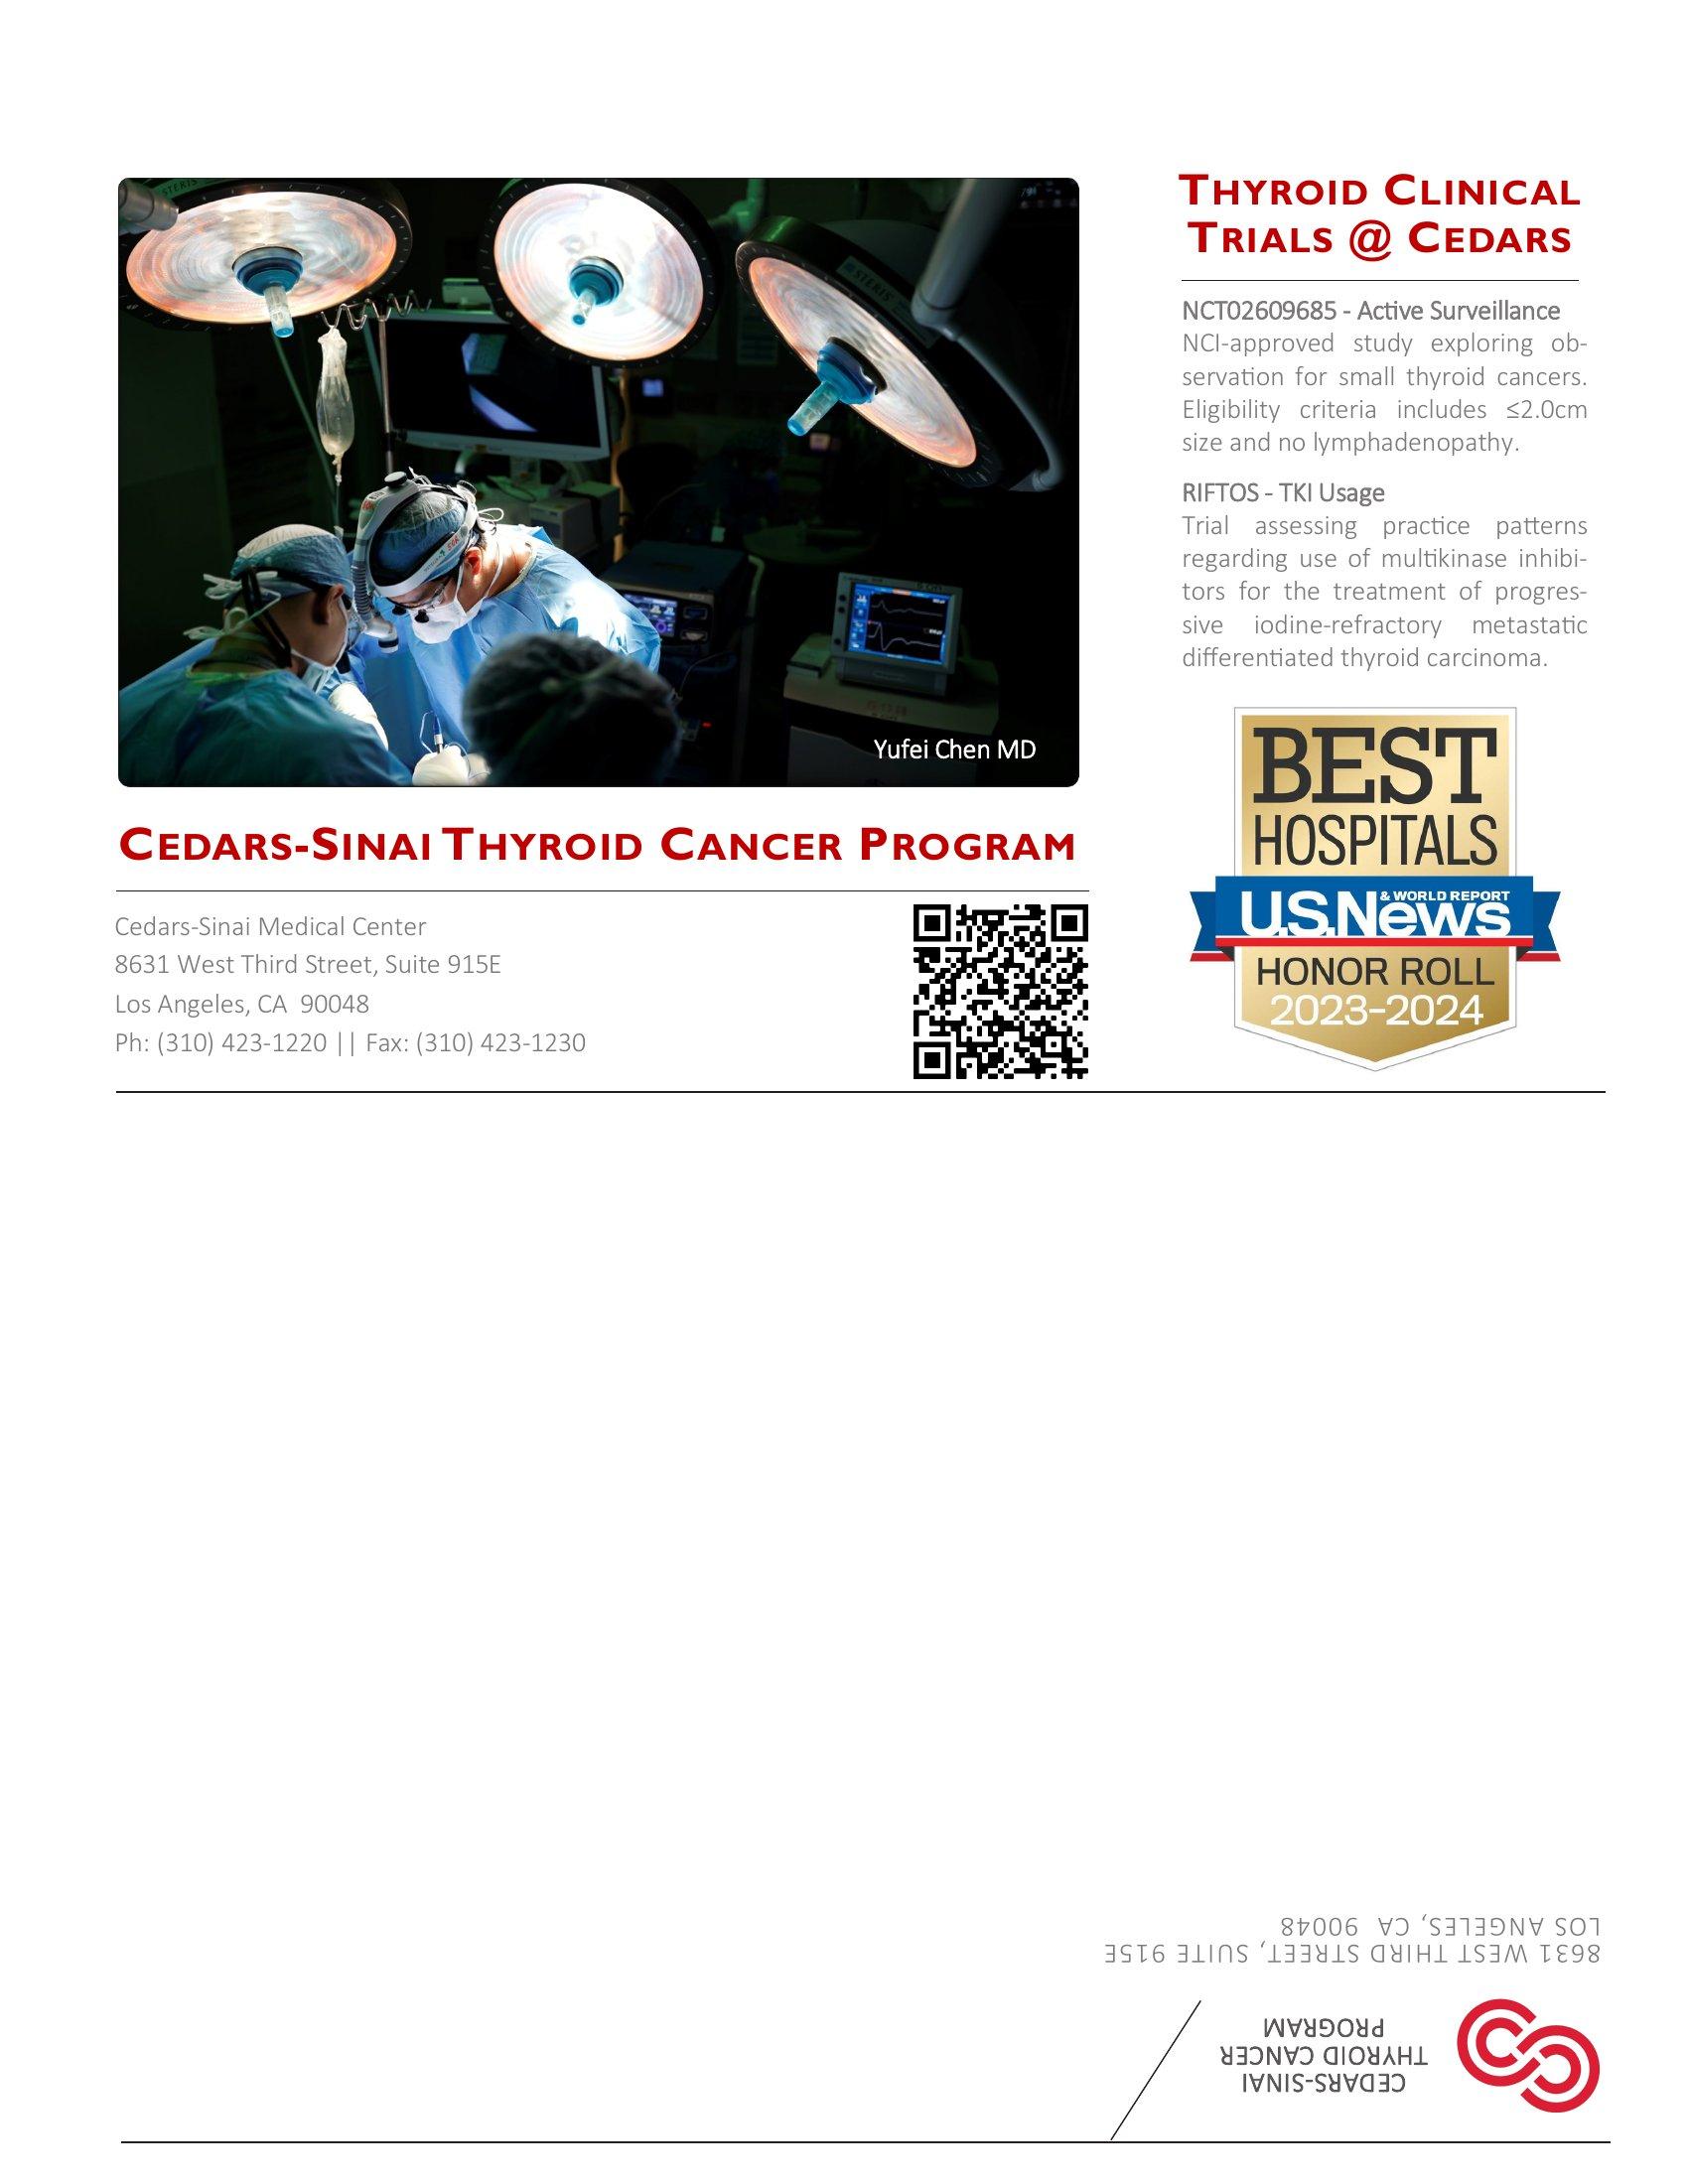 STERIS
STERIS
Yufei Chen MD
CEDARS-SINAI THYROID CANCER PROGRAM
Cedars-Sinai Medical Center
8631 West Third Street, Suite 915E
Los Angeles, CA  90048
Ph: (310) 423-1220 || Fax: (310) 423-1230
THYROID CLINICAL
TRIALS @ CEDARS
NCT02609685 - Active Surveillance
NCI-approved study exploring ob-
servation for small thyroid cancers.
Eligibility criteria includes ≤2.0cm
size and no lymphadenopathy.
RIFTOS - TKI Usage
Trial assessing practice patterns
regarding use of multikinase inhibi-
tors for the treatment of progres-
sive iodine-refractory metastatic
differentiated thyroid carcinoma.
BEST
HOSPITALS
U.S.News & WORLD REPORT
HONOR ROLL
2023-2024
CEDARS-SINAI
THYROID CANCER
PROGRAM
8631 WEST THIRD STREET, SUITE 915E
LOS ANGELES, CA  90048